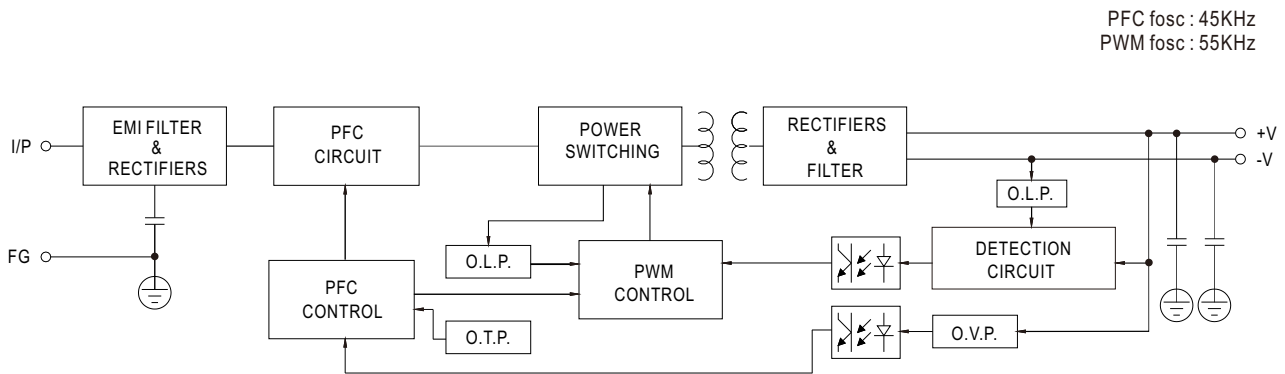 PFC fosc : 45KHz
PWM fosc : 55KHz
I/P
EMI FILTER
&
RECTIFIERS
PFC
CIRCUIT
POWER
SWITCHING
RECTIFIERS
&
FILTER
+V
-V
O.L.P.
FG
O.L.P.
PFC
CONTROL
PWM
CONTROL
DETECTION
CIRCUIT
O.T.P.
O.V.P.